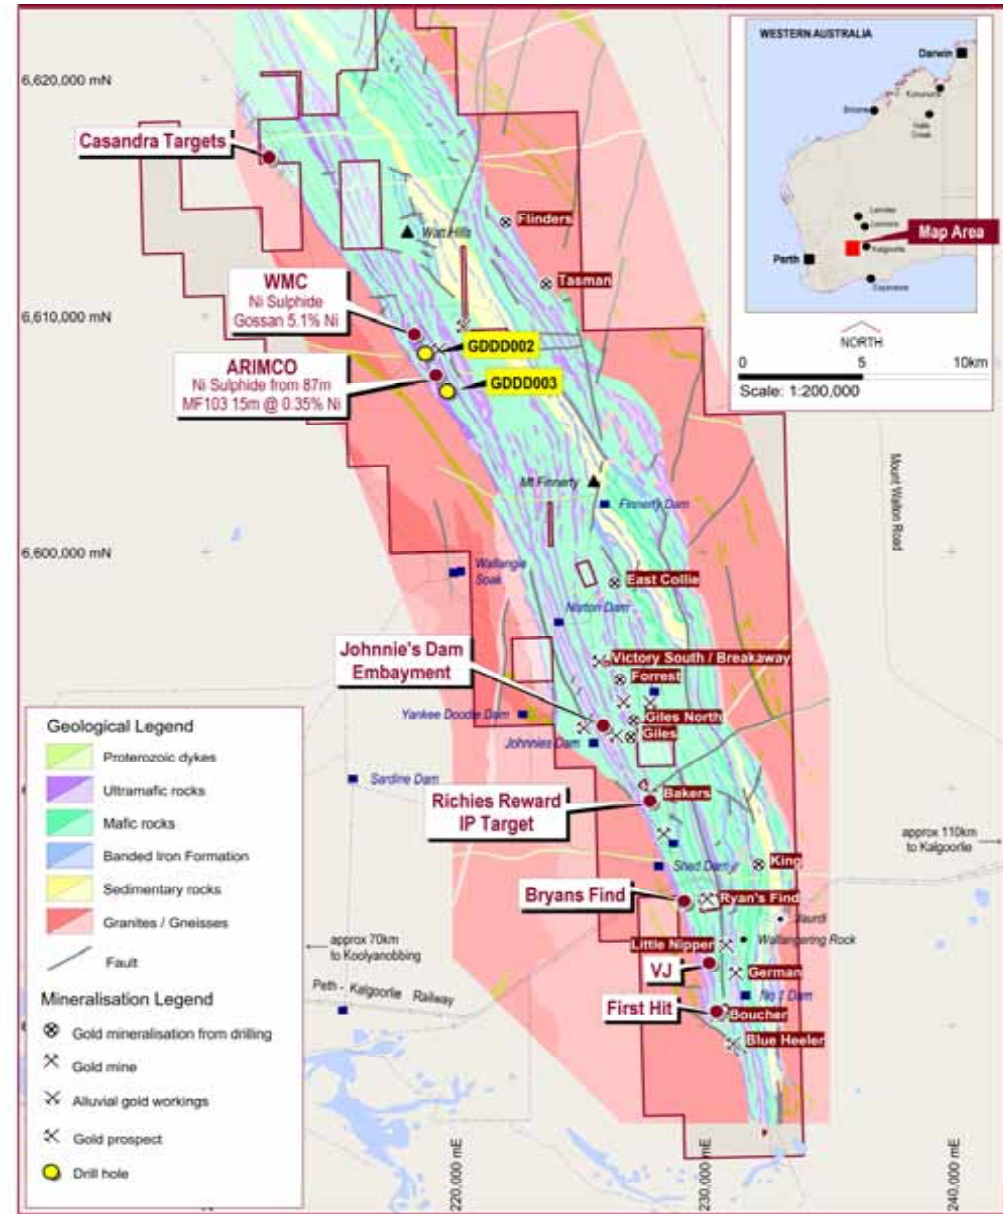 6,620,000 mN
Casandra Targets
Flinders
Watt Hills
Tasman
WMC
Ni Sulphide
Gossan 5.1% Ni
6,610,000 mN
GDDD002
ARIMCO
Ni Sulphide from 87m
MF103 15m @ 0.35% Ni
GDDD003
WESTERN AUSTRALIA
Darwin
Kununurra
Broome
Halls
Creek
Leinster
Leonora
Map Area
Kalgoorlie
Perth
Esperance
NORTH
0 5 10km
Scale: 1:200,000
Mt Finnerty
Finnerty Dam
Mount Walton
Road
6,600,000 mN
Wallangie
Soak
East Collie
Norton Dam
Johnnie's Dam
Embayment
Victory South / Breakaway
Forrest
Yankee Doodle Dam
Giles North
Giles
Johnnies Dam
Sardine Dam
Richies Reward
IP Target
Bakers
approx 110km
to Kalgoorlie
Shed Dam
King
Bryans Find
Ryan's Find
Jaurdi
Little Nipper
Wallangering Rock
VJ
German
No 1 Dam
First Hit
Boucher
Blue Heeler
approx 70km
to Koolyanobbing
Peth - Kalgoorlie Railway
Geological Legend
Proterozoic dykes
Ultramafic rocks
Mafic rocks
Banded Iron Formation
Sedimentary rocks
Granites / Gneisses
Fault
Mineralisation Legend
Gold mineralisation from drilling
Gold mine
Alluvial gold workings
Gold prospect
Drill hole
220,000 mE
230,000 mE
240,000 mE